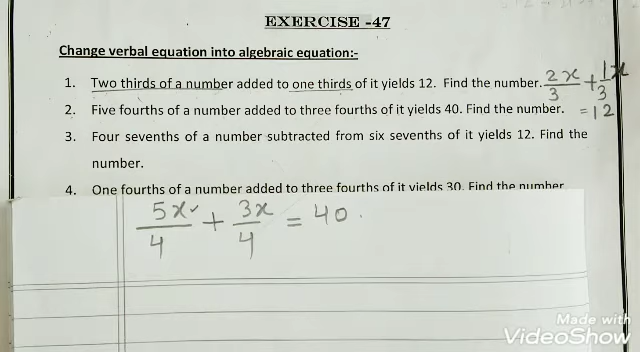 EXERCISE -47
Change verbal equation into algebraic equation:-
1. Two thirds of a number added to one thirds of it yields 12. Find the number. 2x/3 + 1x/3
2. Five fourths of a number added to three fourths of it yields 40. Find the number. = 12
3. Four sevenths of a number subtracted from six sevenths of it yields 12. Find the
number.
4. One fourths of a number added to three fourths of it yields 30. Find the number
5x/4 + 3x/4 = 40.
Made with
VideoShow